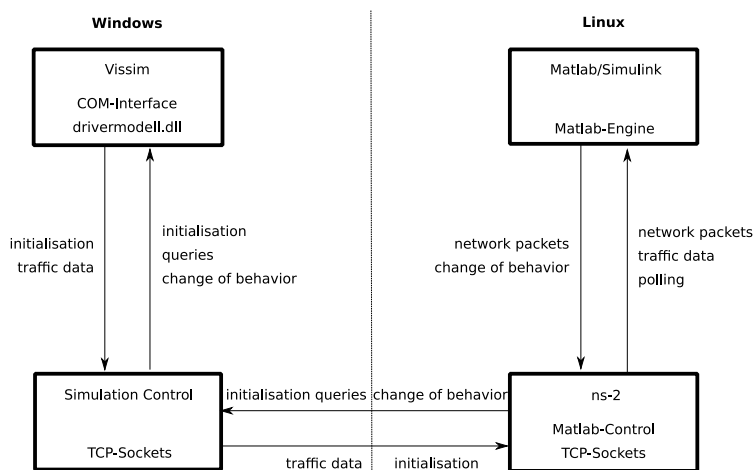 Windows
Linux
Vissim
COM-Interface
drivermodell.dll
Matlab/Simulink
Matlab-Engine
initialisation
traffic data
initialisation
queries
change of behavior
network packets
change of behavior
network packets
traffic data
polling
Simulation Control
TCP-Sockets
initialisation queries
change of behavior
ns-2
Matlab-Control
TCP-Sockets
traffic data
initialisation